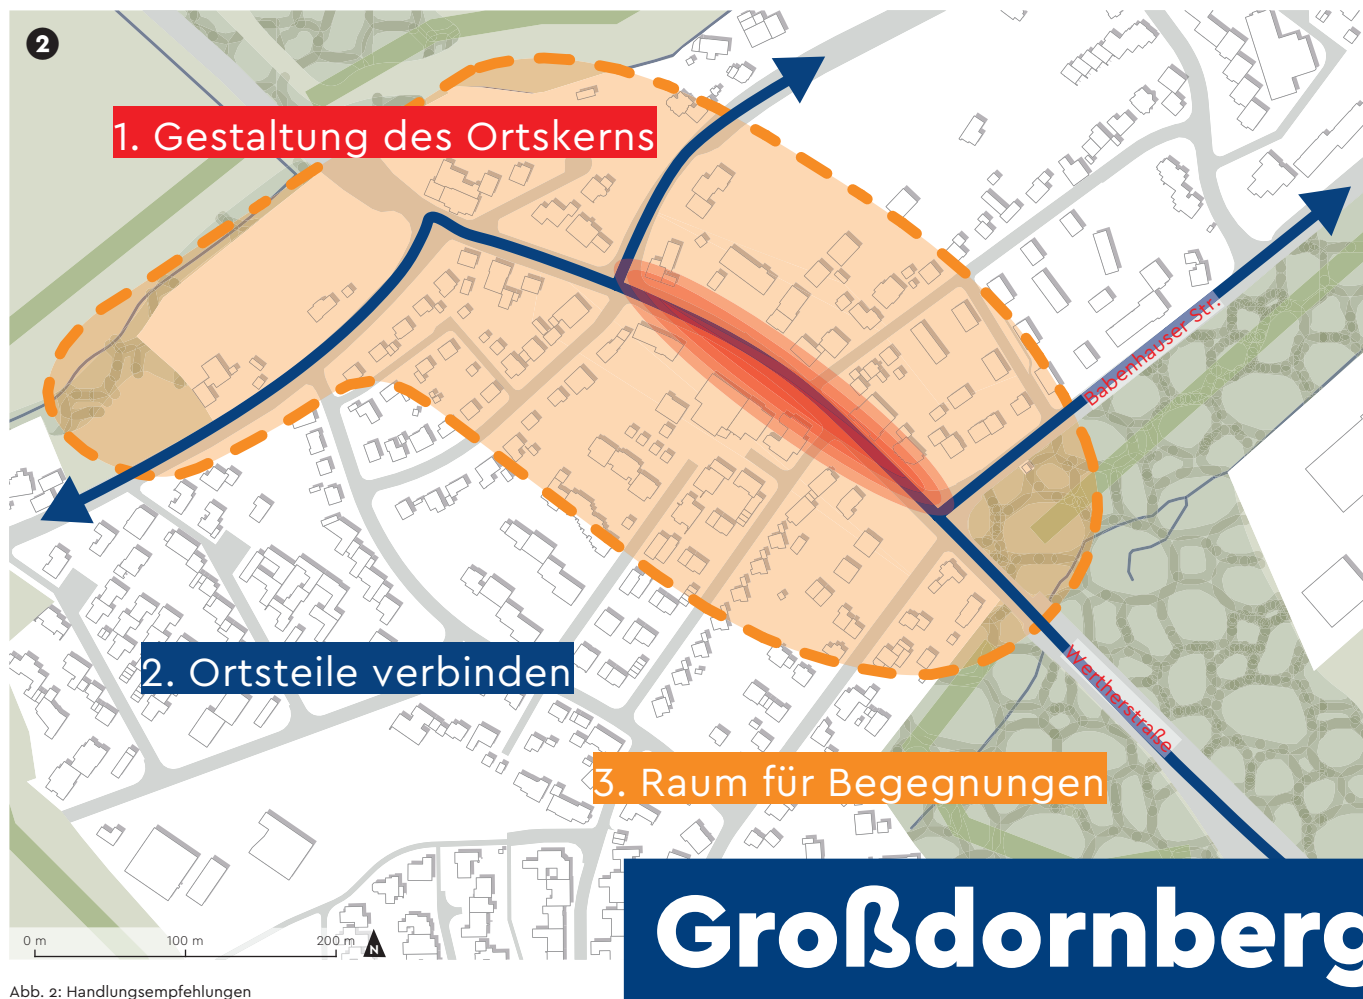 2
1. Gestaltung des Ortskerns
Babenhauser Str.
2. Ortsteile verbinden
Wertherstraße
3. Raum für Begegnungen
Großdornberg
0 m 100 m 200 m N
Abb. 2: Handlungsempfehlungen